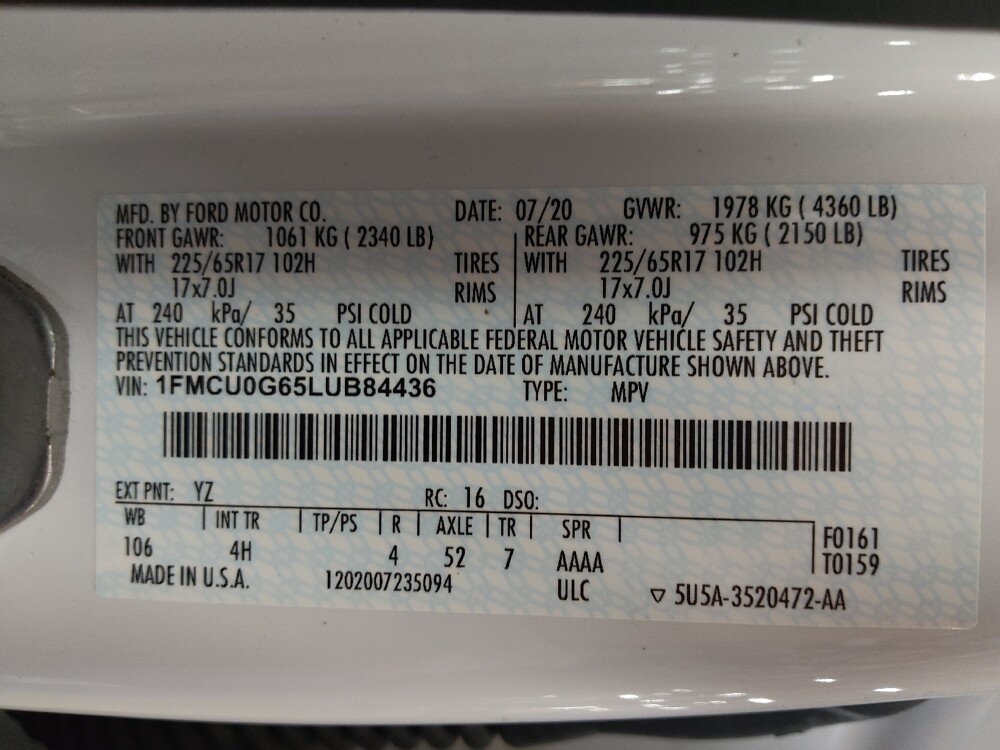 MFD. BY FORD MOTOR CO. DATE: 07/20 GVWR: 1978 KG ( 4360 LB)
FRONT GAWR: 1061 KG ( 2340 LB) REAR GAWR: 975 KG ( 2150 LB)
WITH 225/65R17 102H TIRES WITH 225/65R17 102H TIRES
17x7.0J RIMS 17x7.0J RIMS
AT 240 kPa/ 35 PSI COLD AT 240 kPa/ 35 PSI COLD
THIS VEHICLE CONFORMS TO ALL APPLICABLE FEDERAL MOTOR VEHICLE SAFETY AND THEFT
PREVENTION STANDARDS IN EFFECT ON THE DATE OF MANUFACTURE SHOWN ABOVE.
VIN: 1FMCU0G65LUB84436 TYPE: MPV
EXT PNT: YZ RC: 16 DSO:
WB INT TR TP/PS R AXLE TR SPR F0161
106 4H 4 52 7 AAAA T0159
MADE IN U.S.A. 1202007235094 ULC ▽ 5U5A-3520472-AA